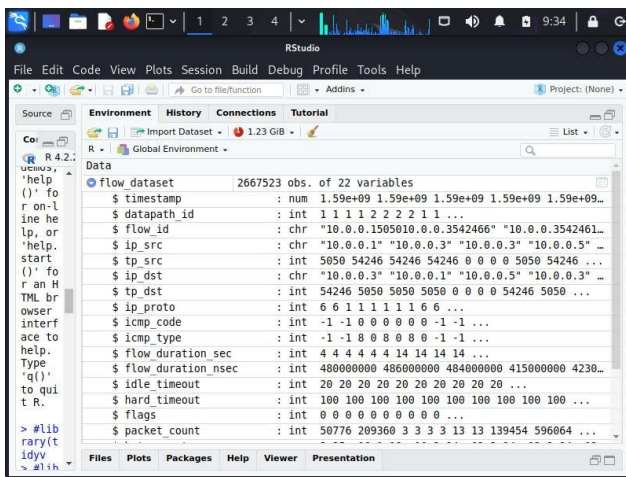 1 2 3 4
9:34
RStudio
File Edit Code View Plots Session Build Debug Profile Tools Help
Go to file/function
Addins
Project: (None)
Source
Environment History Connections Tutorial
Import Dataset
1.23 GiB
List
R
Global Environment
R 4.2.2
'help
()' fo
r on-l
ine he
lp, or
'help.
start
()' fo
r an H
TML br
owser
interf
ace to
help.
Type
'q()'
to qui
t R.
> #lib
rary(t
idyv
> #lib
Data
flow_dataset 2667523 obs. of 22 variables
$ timestamp : num 1.59e+09 1.59e+09 1.59e+09 1.59e+09 1.59e+09…
$ datapath_id : int 1 1 1 1 2 2 2 2 1 1 ...
$ flow_id : chr "10.0.0.1505010.0.0.3542466" "10.0.0.3542461…
$ ip_src : chr "10.0.0.1" "10.0.0.3" "10.0.0.3" "10.0.0.5" …
$ tp_src : int 5050 54246 54246 54246 0 0 0 0 5050 54246 ...
$ ip_dst : chr "10.0.0.3" "10.0.0.1" "10.0.0.5" "10.0.0.3" …
$ tp_dst : int 54246 5050 5050 5050 0 0 0 0 54246 5050 ...
$ ip_proto : int 6 6 1 1 1 1 1 1 6 6 ...
$ icmp_code : int -1 -1 0 0 0 0 0 0 -1 -1 ...
$ icmp_type : int -1 -1 8 0 8 0 8 0 -1 -1 ...
$ flow_duration_sec : int 4 4 4 4 4 4 14 14 14 14 ...
$ flow_duration_nsec : int 480000000 486000000 484000000 415000000 4230…
$ idle_timeout : int 20 20 20 20 20 20 20 20 20 20 ...
$ hard_timeout : int 100 100 100 100 100 100 100 100 100 100 ...
$ flags : int 0 0 0 0 0 0 0 0 0 0 ...
$ packet_count : int 50776 209360 3 3 3 3 13 13 139454 596064 ...
Files Plots Packages Help Viewer Presentation